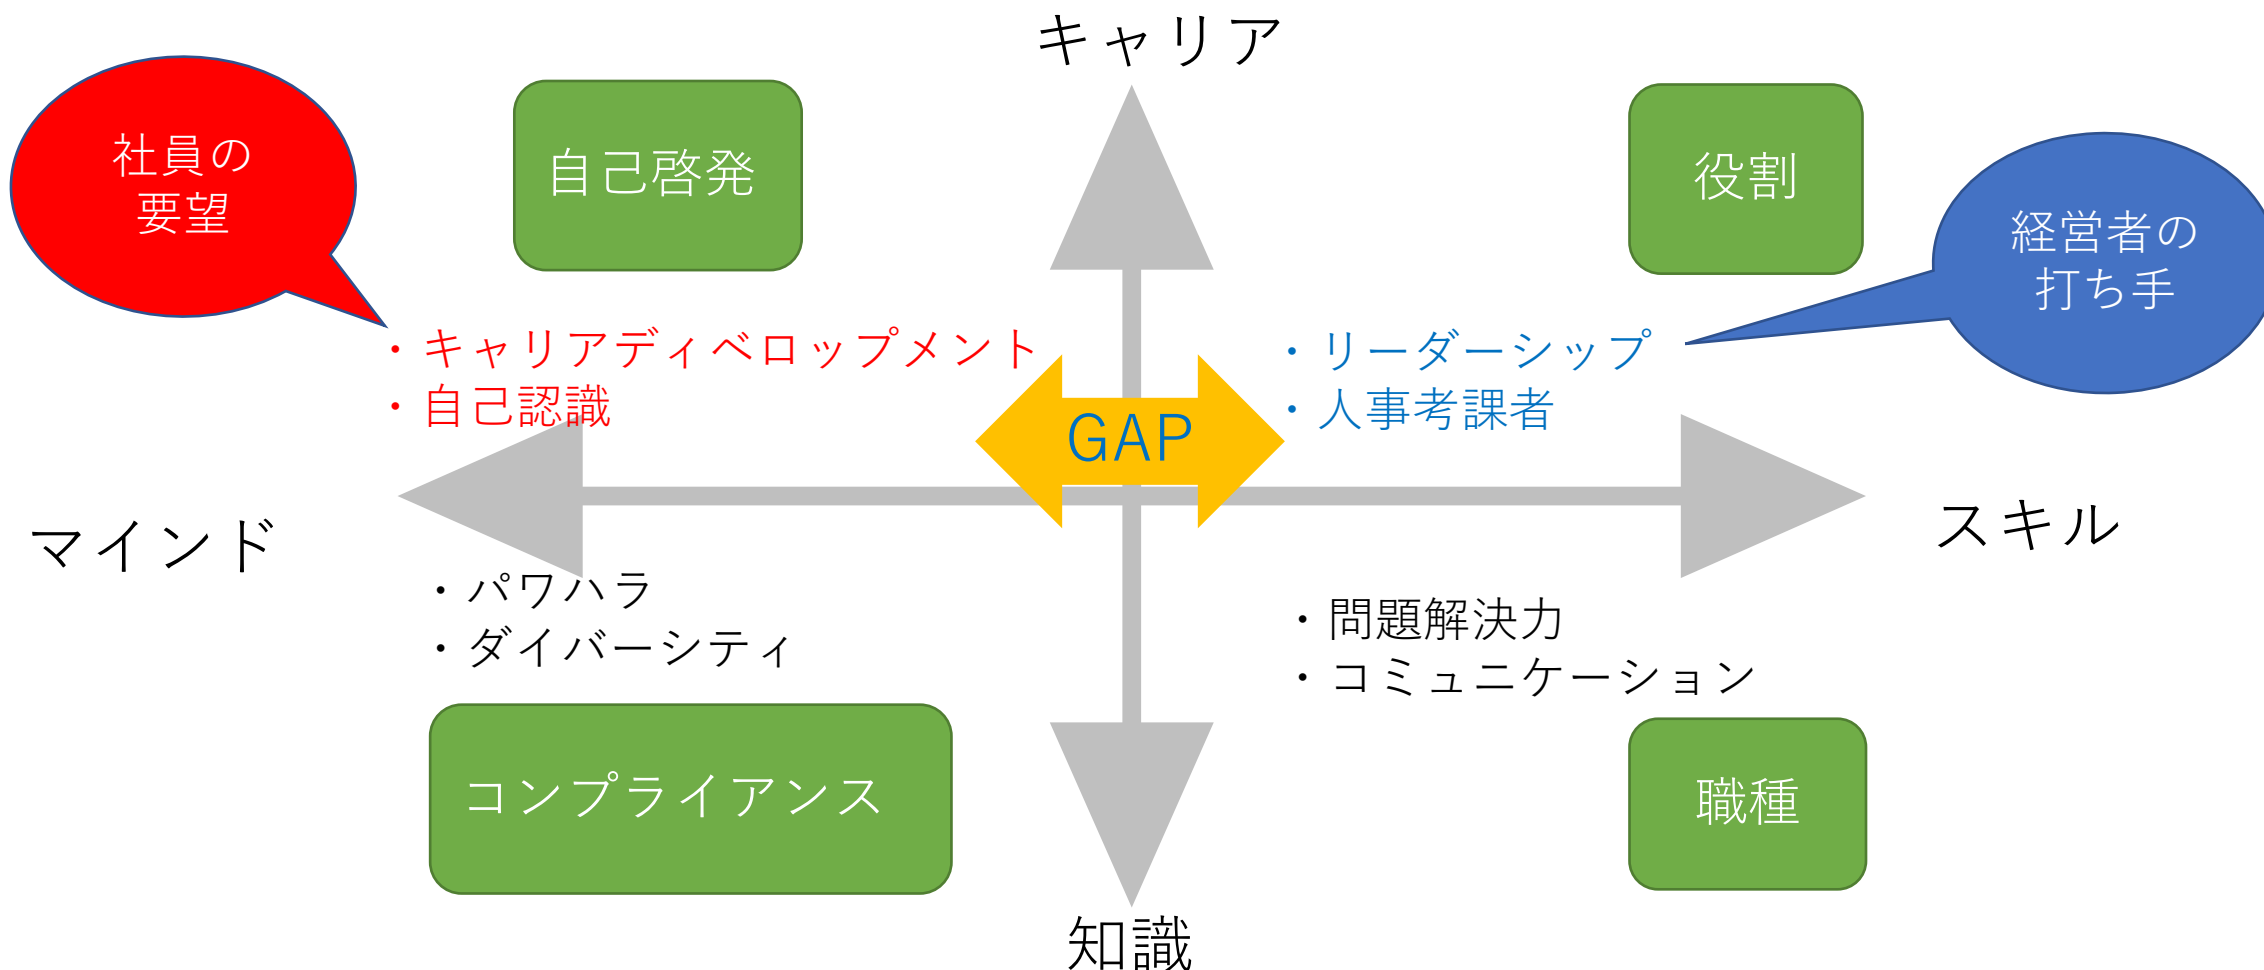 キャリア
社員の
要望
自己啓発
役割
経営者の
打ち手
・キャリアディベロップメント
・自己認識
・リーダーシップ
・人事考課者
GAP
マインド
スキル
・パワハラ
・ダイバーシティ
・問題解決力
・コミュニケーション
コンプライアンス
職種
知識